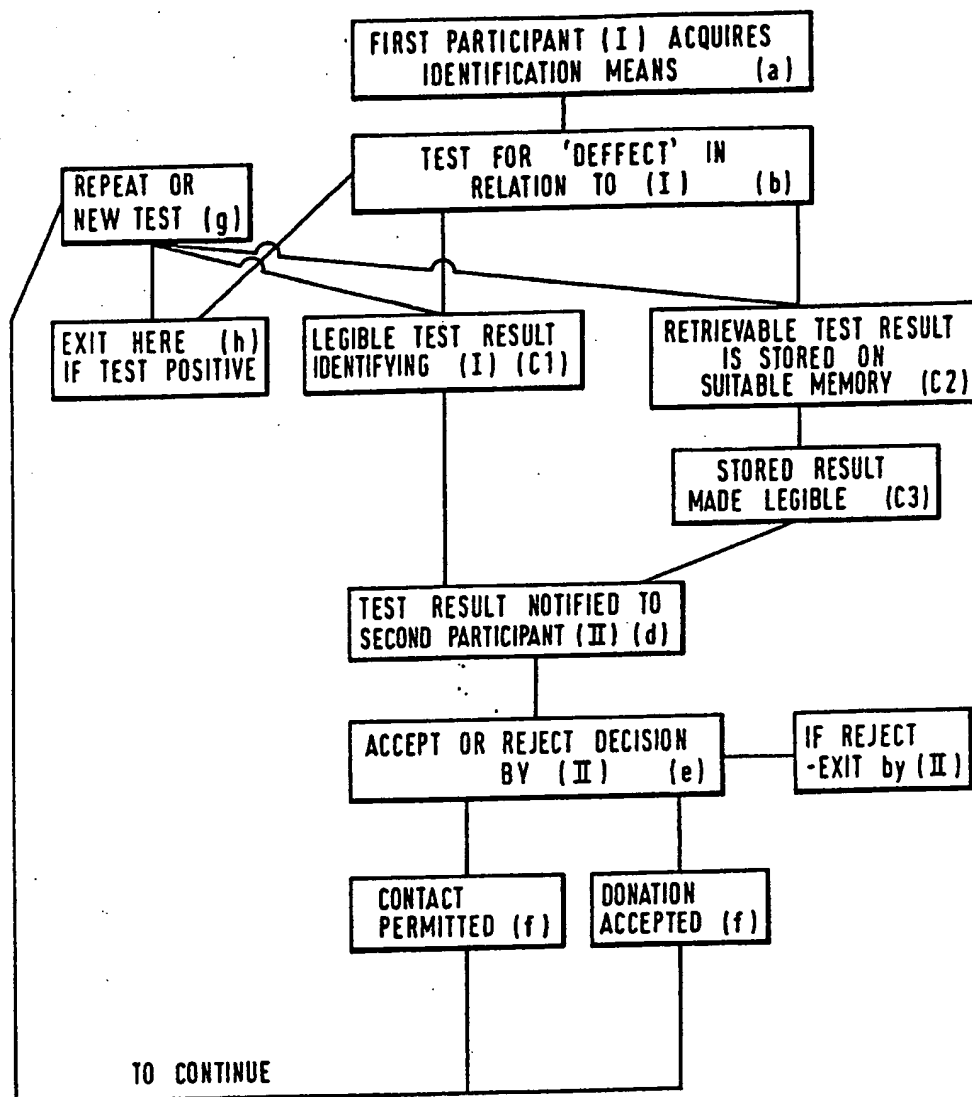 FIRST PARTICIPANT (I) ACQUIRES
IDENTIFICATION MEANS (a)
TEST FOR 'DEFFECT' IN
RELATION TO (I) (b)
REPEAT OR
NEW TEST (g)
EXIT HERE (h)
IF TEST POSITIVE
LEGIBLE TEST RESULT
IDENTIFYING (I) (C1)
RETRIEVABLE TEST RESULT
IS STORED ON
SUITABLE MEMORY (C2)
STORED RESULT
MADE LEGIBLE (C3)
TEST RESULT NOTIFIED TO
SECOND PARTICIPANT (II) (d)
ACCEPT OR REJECT DECISION
BY (II) (e)
IF REJECT
-EXIT by (II)
CONTACT
PERMITTED (f)
DONATION
ACCEPTED (f)
TO CONTINUE